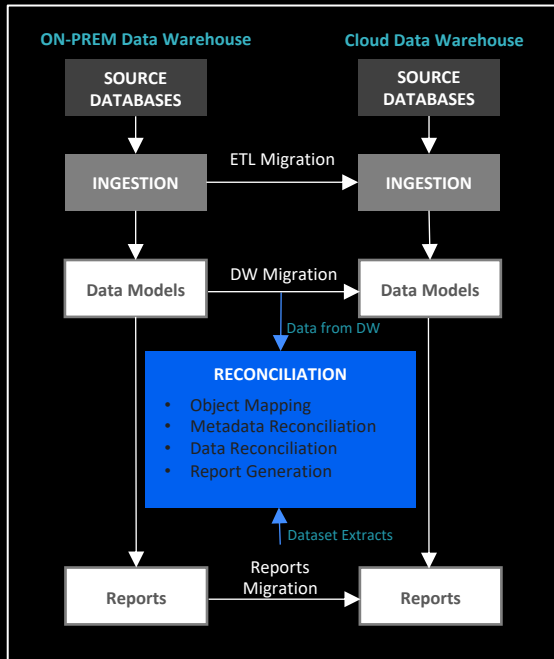 ON-PREM Data Warehouse
Cloud Data Warehouse
SOURCE
DATABASES
SOURCE
DATABASES
ETL Migration
INGESTION
INGESTION
DW Migration
Data Models
Data Models
Data from DW
RECONCILIATION
• Object Mapping
• Metadata Reconciliation
• Data Reconciliation
• Report Generation
Dataset Extracts
Reports
Migration
Reports
Reports